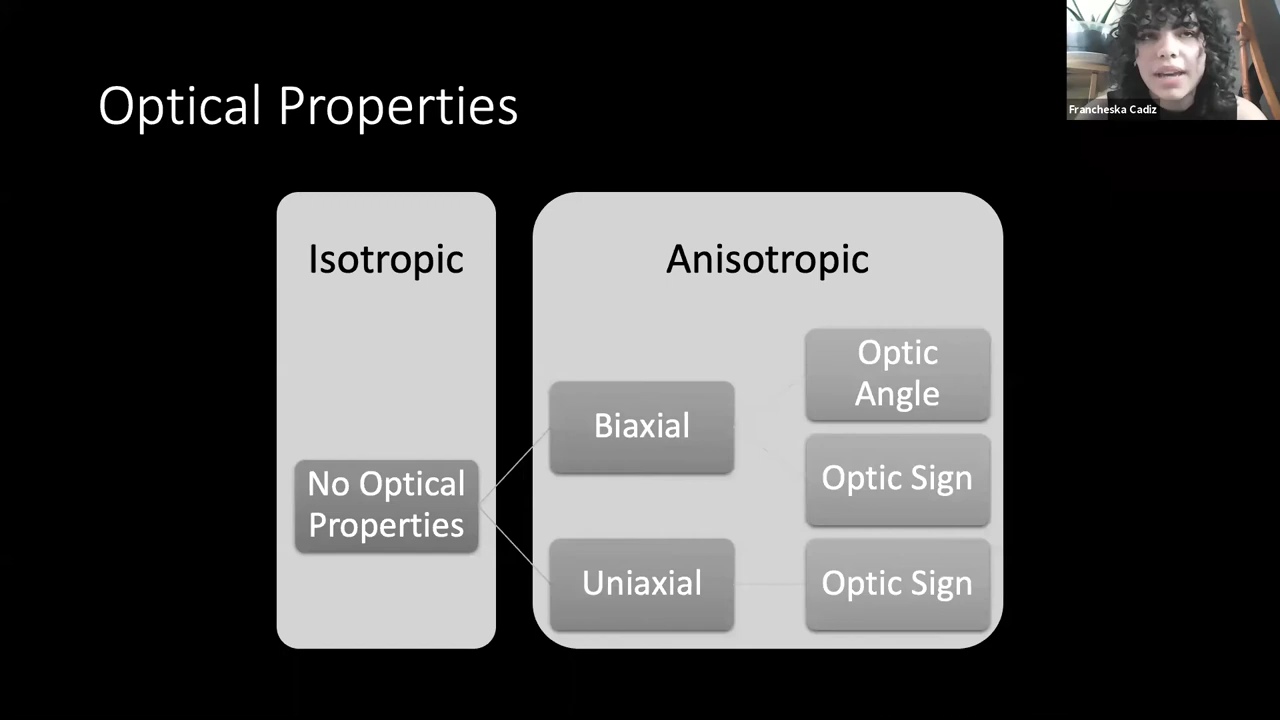 Optical Properties
Francheska Cadiz
Isotropic
Anisotropic
No Optical
Properties
Biaxial
Uniaxial
Optic
Angle
Optic Sign
Optic Sign